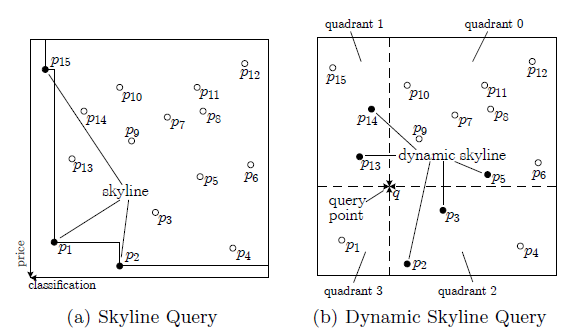 p15
p12
p10
p11
p14
p7
p8
p9
p13
p5
p6
skyline
p3
p1
p2
p4
price
classification
(a) Skyline Query
quadrant 1
quadrant 0
p15
p12
p10
p11
p14
p7
p8
p9
p13
dynamic skyline
p5
p6
query
point
q
p3
p1
p4
p2
quadrant 3
quadrant 2
(b) Dynamic Skyline Query